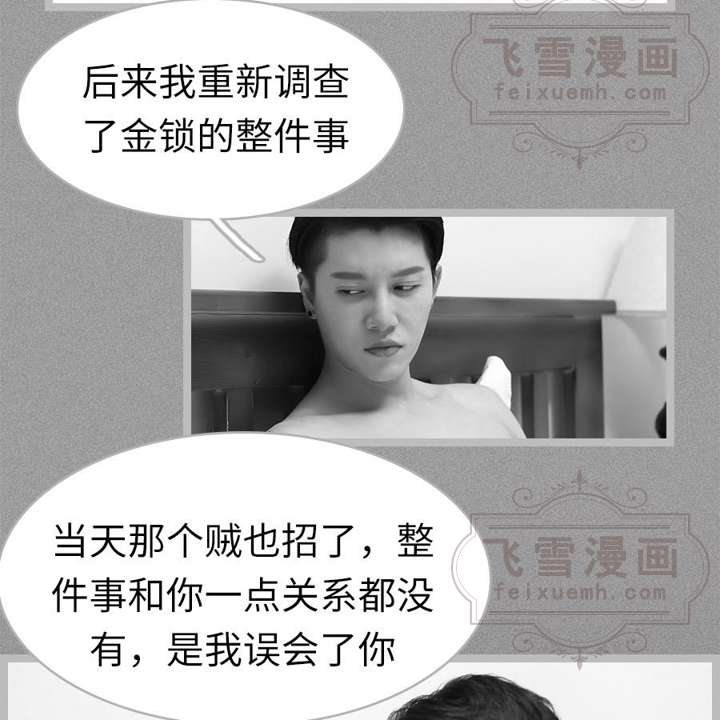 飞雪漫画
feixuemh.com
后来我重新调查
了金锁的整件事
当天那个贼也招了，整
件事和你一点关系都没
有，是我误会了你
飞雪漫画
feixuemh.com